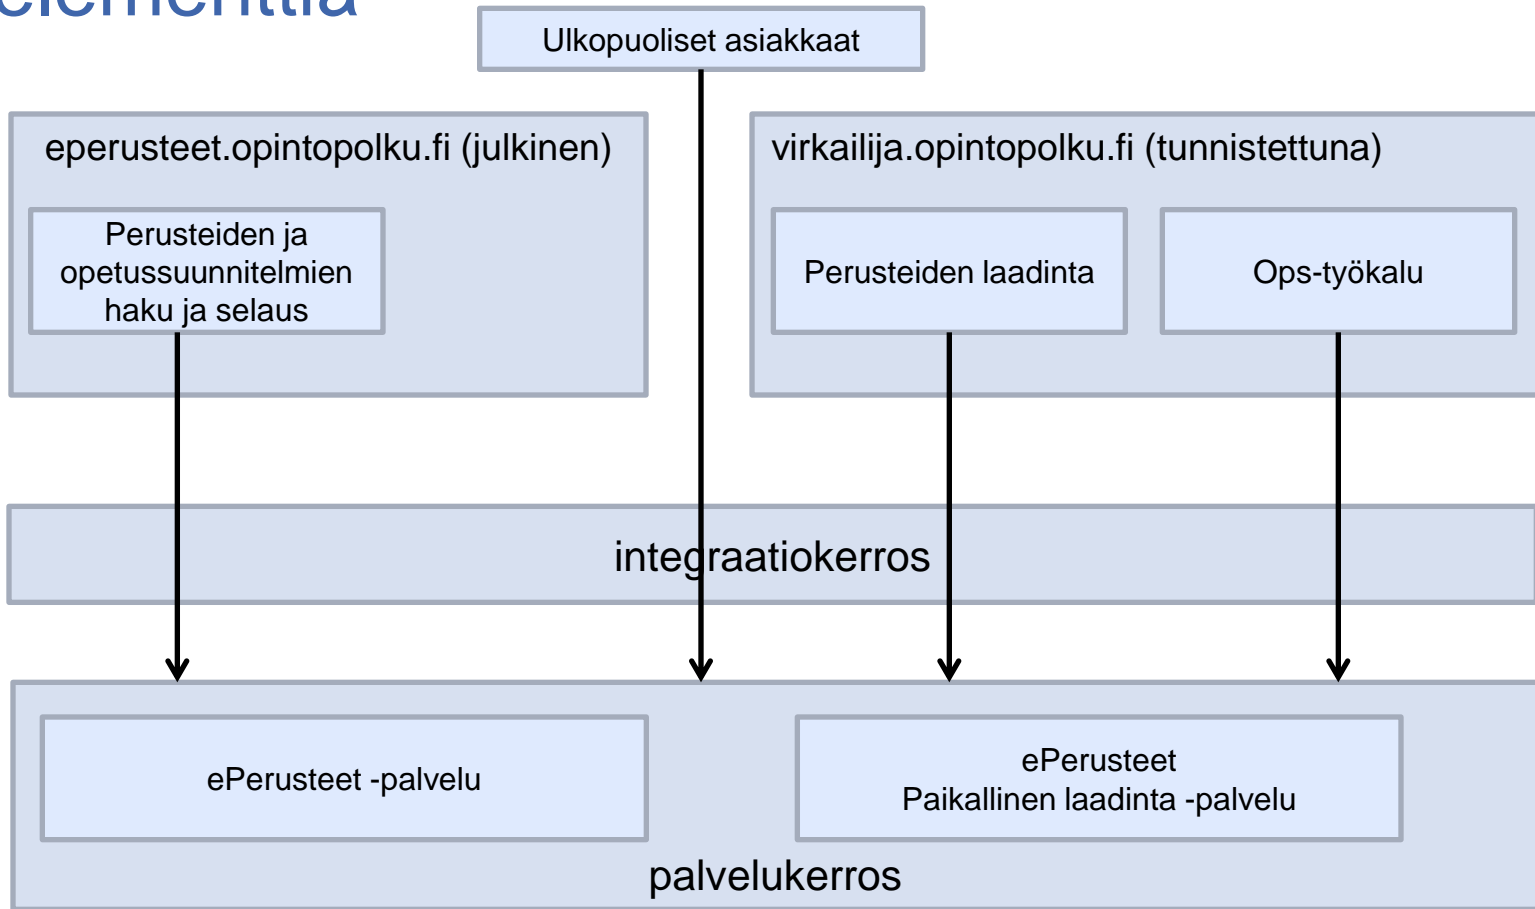 elementtiä
Ulkopuoliset asiakkaat
eperusteet.opintopolku.fi (julkinen)
virkailija.opintopolku.fi (tunnistettuna)
Perusteiden ja
opetussuunnitelmien
haku ja selaus
Perusteiden laadinta
Ops-työkalu
integraatiokerros
ePerusteet -palvelu
ePerusteet
Paikallinen laadinta -palvelu
palvelukerros